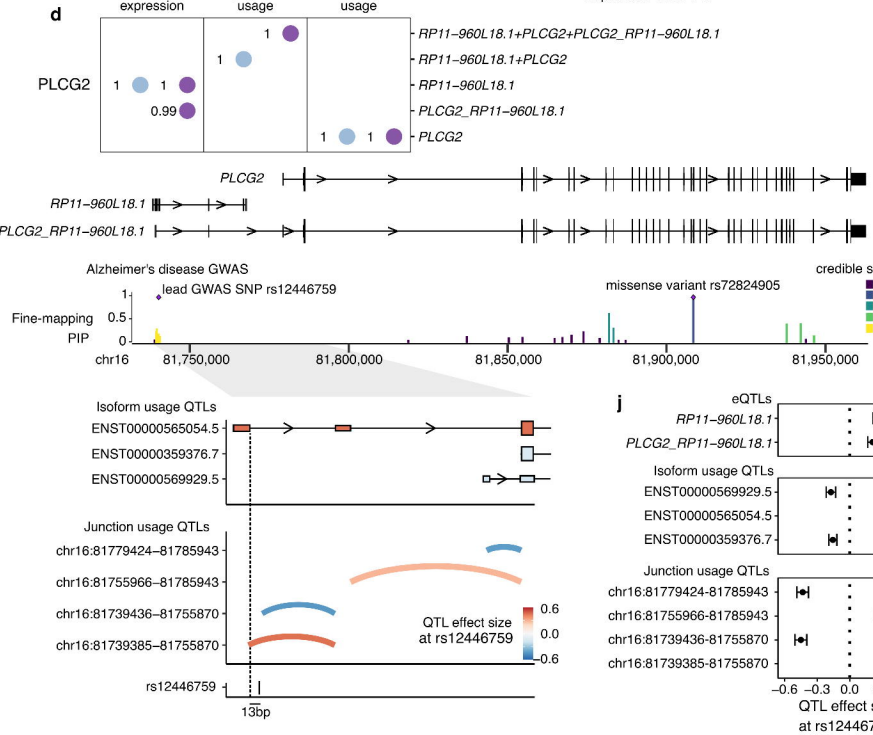 d
expression usage usage
1 RP11−960L18.1+PLCG2+PLCG2_RP11−960L18.1
1 RP11−960L18.1+PLCG2
PLCG2 1 1 RP11−960L18.1
0.99 PLCG2_RP11−960L18.1
1 1 PLCG2
PLCG2
RP11−960L18.1
PLCG2_RP11−960L18.1
Alzheimer's disease GWAS
credible s
lead GWAS SNP rs12446759
missense variant rs72824905
Fine−mapping
PIP
1
0.5
0
chr16 81,750,000 81,800,000 81,850,000 81,900,000 81,950,000
Isoform usage QTLs
ENST00000565054.5
ENST00000359376.7
ENST00000569929.5
Junction usage QTLs
chr16:81779424−81785943
chr16:81755966−81785943
chr16:81739436−81755870
chr16:81739385−81755870
QTL effect size
at rs12446759
0.6
0.0
−0.6
rs12446759
13bp
j
eQTLs
RP11−960L18.1
PLCG2_RP11−960L18.1
Isoform usage QTLs
ENST00000569929.5
ENST00000565054.5
ENST00000359376.7
Junction usage QTLs
chr16:81779424−81785943
chr16:81755966−81785943
chr16:81739436−81755870
chr16:81739385−81755870
−0.6 −0.3 0.0
QTL effect s
at rs124467